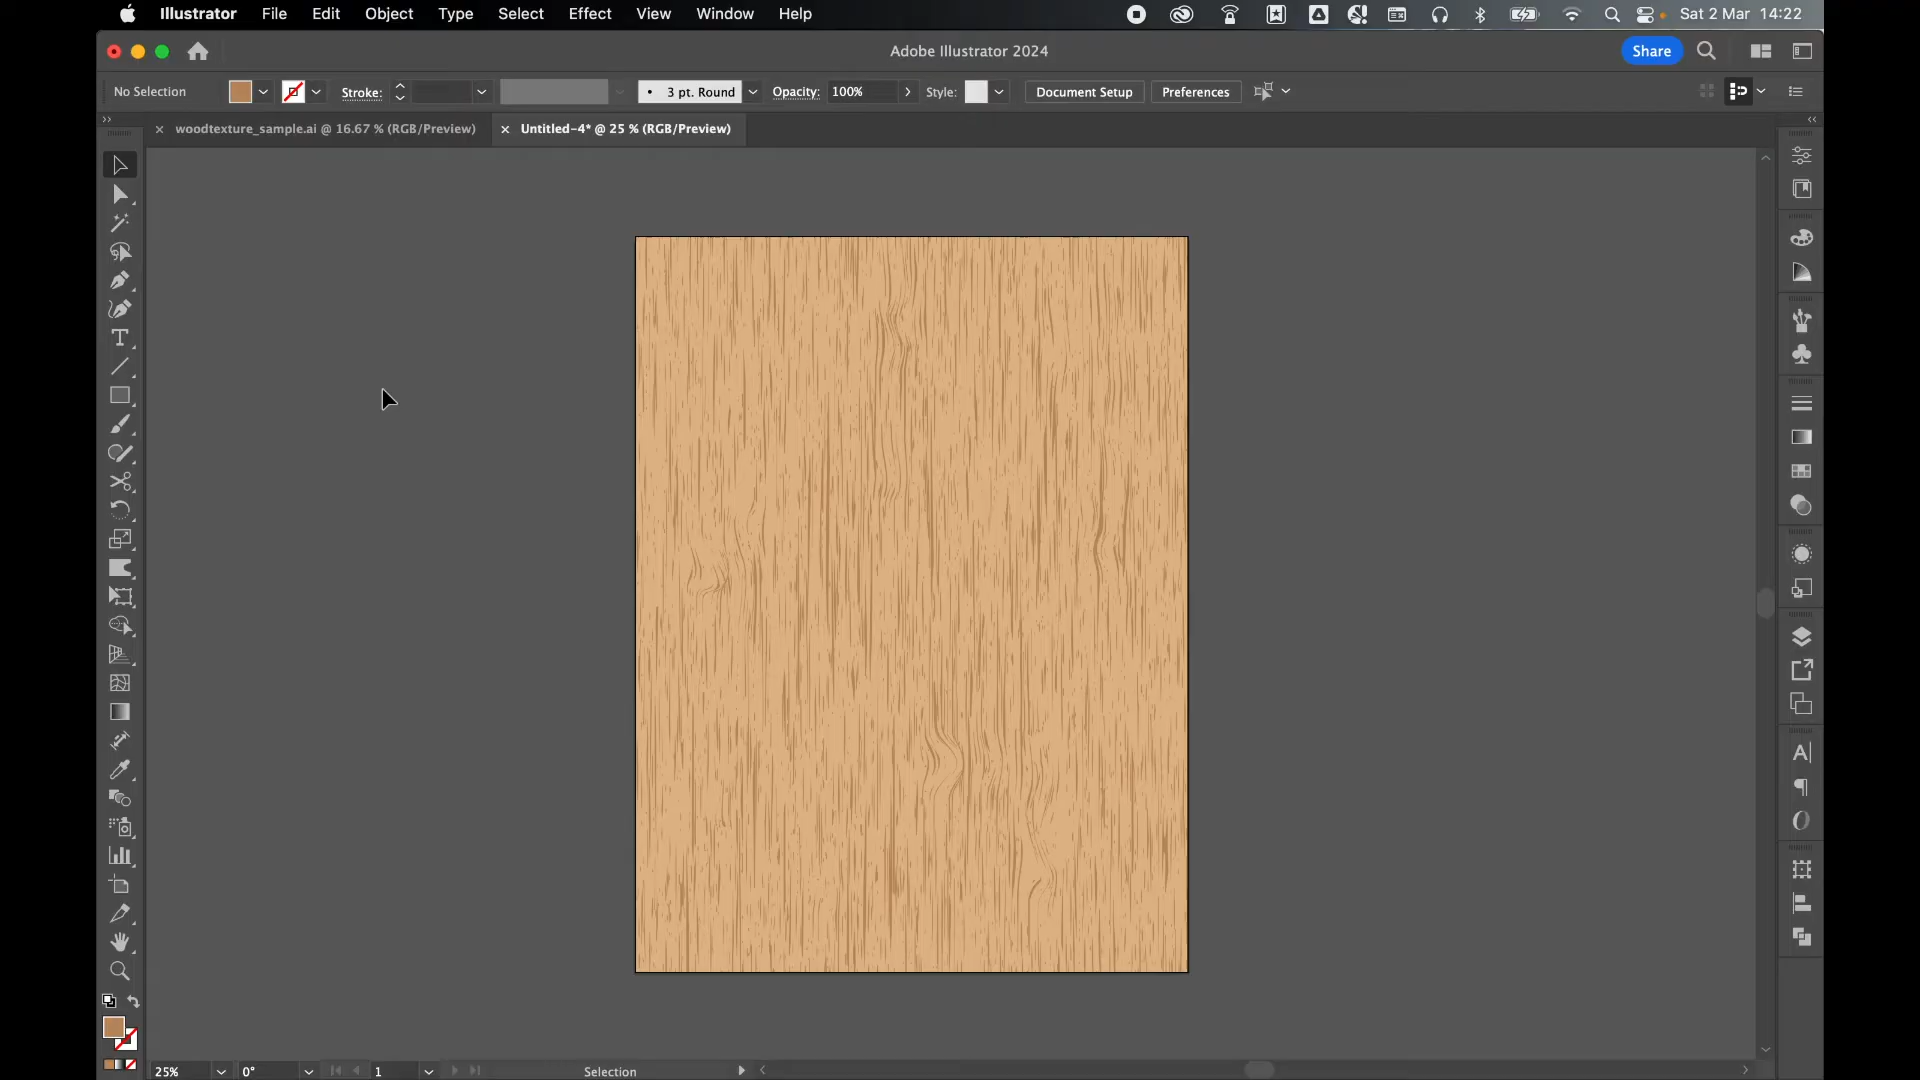 Illustrator File Edit Object Type Select Effect View Window Help Sat 2 Mar 14:22
Adobe Illustrator 2024 Share
No Selection Stroke: 3 pt. Round Opacity: 100% Style: Document Setup Preferences
woodtexture_sample.ai @ 16.67 % (RGB/Preview) Untitled-4* @ 25 % (RGB/Preview)
25% 0° 1 Selection